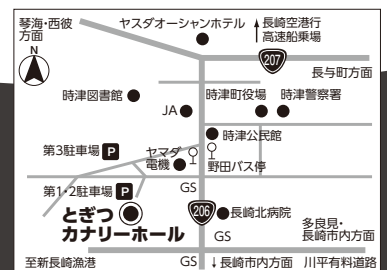 琴海・西彼
方面
ヤスダオーシャンホテル
長崎空港行
高速船乗場
N
207
長与町方面
時津図書館
時津町役場
時津警察署
JA
時津公民館
第3駐車場 P
ヤマダ
電機
野田バス停
第1・2駐車場 P
GS
とぎつ
カナリーホール
206
長崎北病院
GS
多良見・
長崎市内方面
至新長崎漁港
GS
↓長崎市内方面
川平有料道路